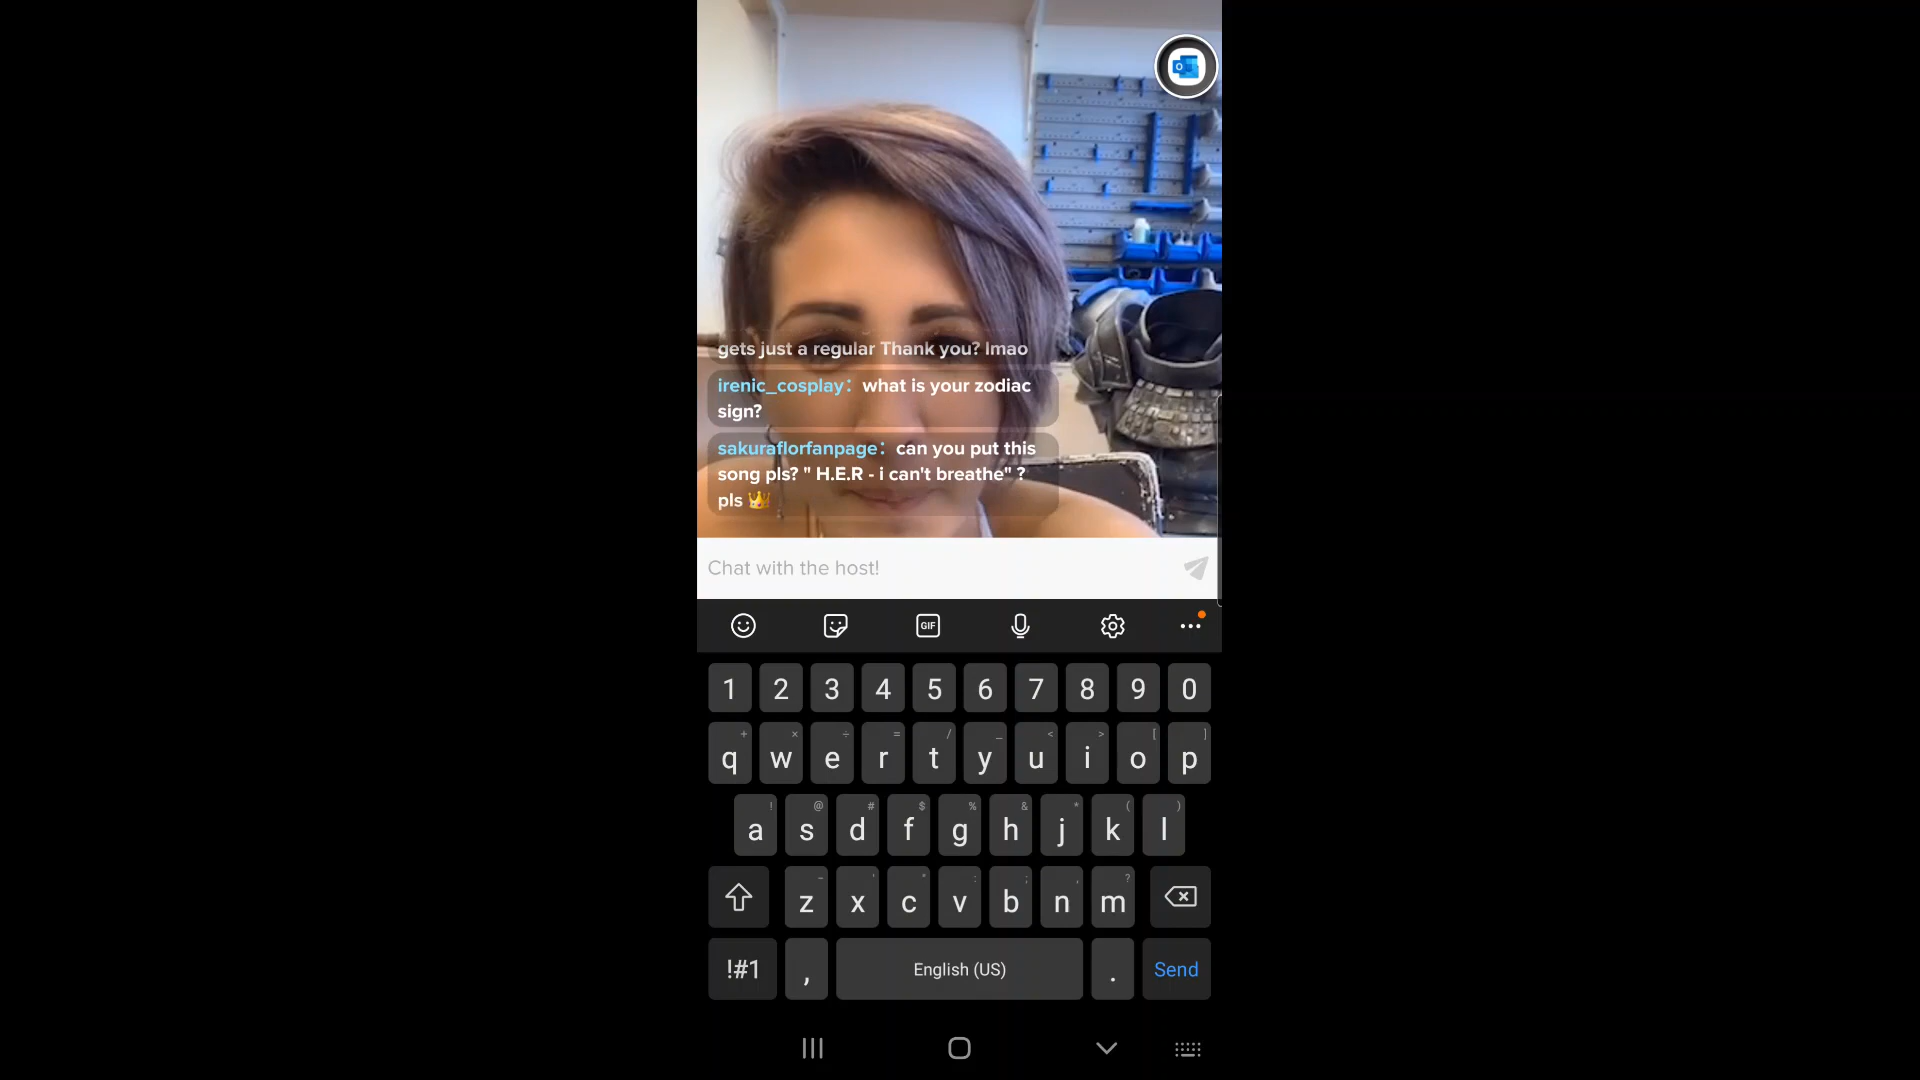 gets just a regular Thank you? lmao
irenic_cosplay: what is your zodiac
sign?
sakuraflorfanpage: can you put this
song pls? " H.E.R - i can't breathe" ?
pls 👑
Chat with the host!
GIF
1 2 3 4 5 6 7 8 9 0
+ × ÷ = / _ < > [ ]
q w e r t y u i o p
! @ # $ % & * ( )
a s d f g h j k l
- ' " : ; , ?
z x c v b n m
!#1 , English (US) . Send